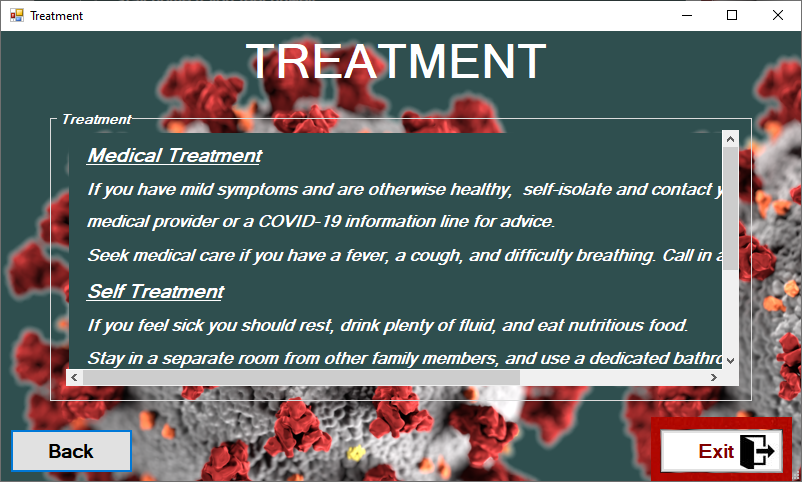 Treatment
TREATMENT
Treatment
Medical Treatment
If you have mild symptoms and are otherwise healthy, self-isolate and contact
medical provider or a COVID-19 information line for advice.
Seek medical care if you have a fever, a cough, and difficulty breathing. Call in
Self Treatment
If you feel sick you should rest, drink plenty of fluid, and eat nutritious food.
Stay in a separate room from other family members, and use a dedicated
Back
Exit